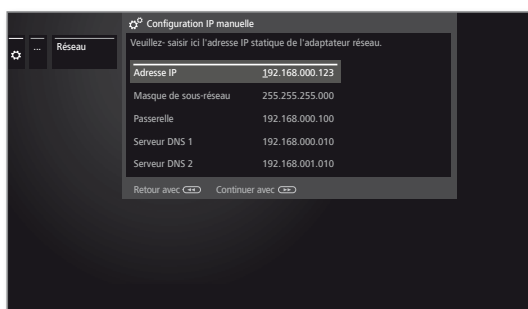 Configuration IP manuelle
... Réseau
Veuillez- saisir ici l'adresse IP statique de l'adaptateur réseau.
Adresse IP 192.168.000.123
Masque de sous-réseau 255.255.255.000
Passerelle 192.168.000.100
Serveur DNS 1 192.168.000.010
Serveur DNS 2 192.168.001.010
Retour avec Continuer avec